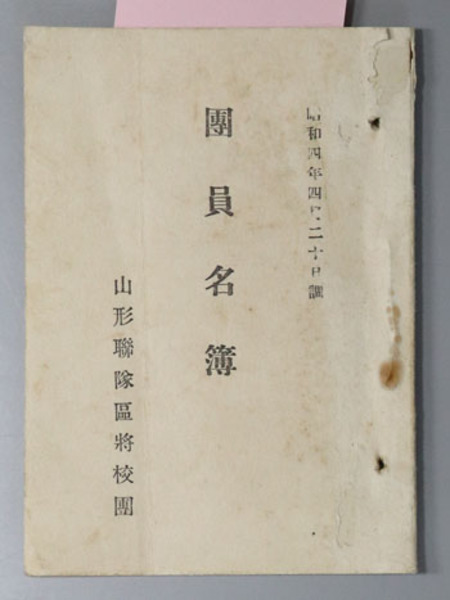 昭和四年四月二十日調
團員名簿
山形聯隊區將校團